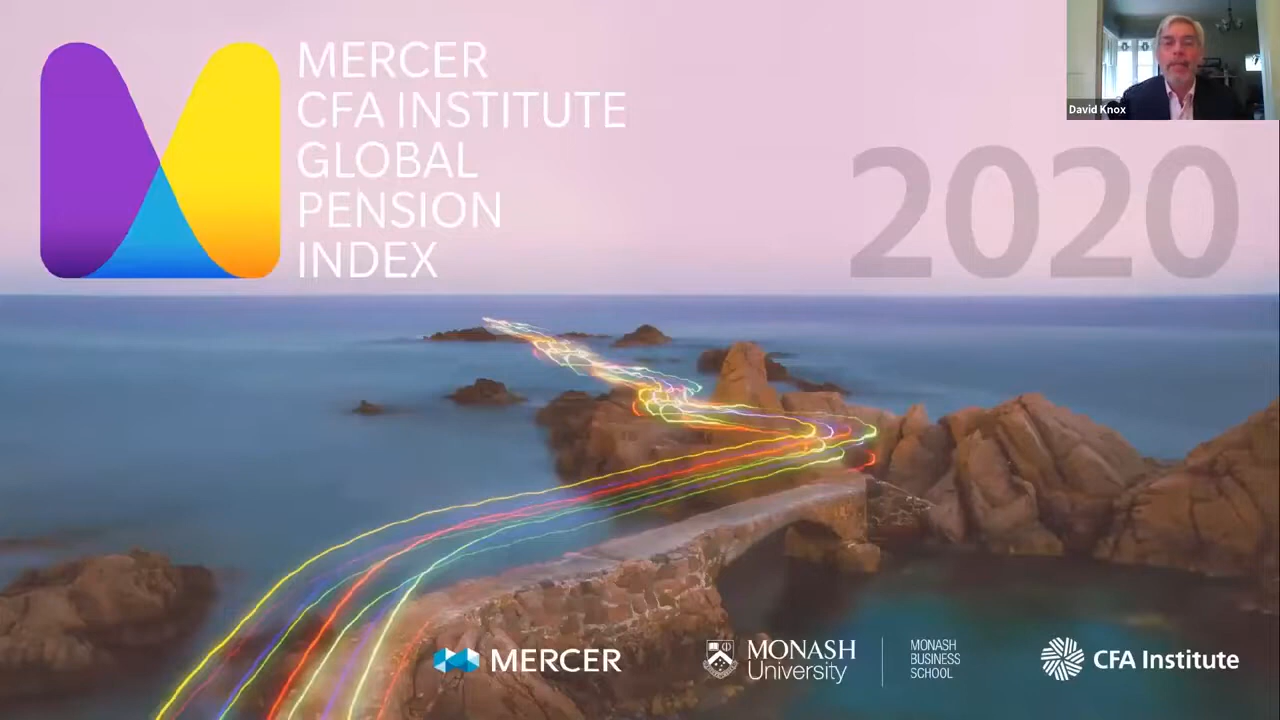 MERCER
CFA INSTITUTE
GLOBAL
PENSION
INDEX
David Knox
2020
MERCER
MONASH
University
MONASH
BUSINESS
SCHOOL
CFA Institute